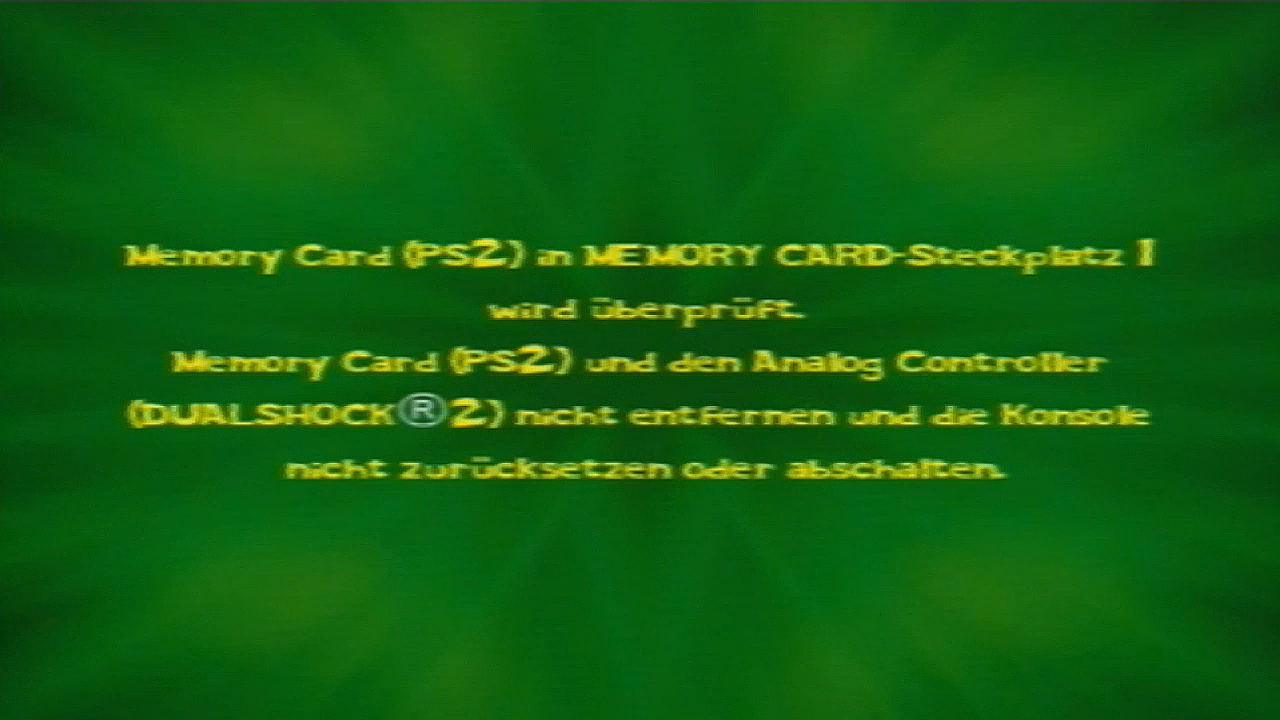 Memory Card (PS2) in MEMORY CARD-Steckplatz 1
wird überprüft.
Memory Card (PS2) und den Analog Controller
(DUALSHOCK®2) nicht entfernen und die Konsole
nicht zurücksetzen oder abschalten.